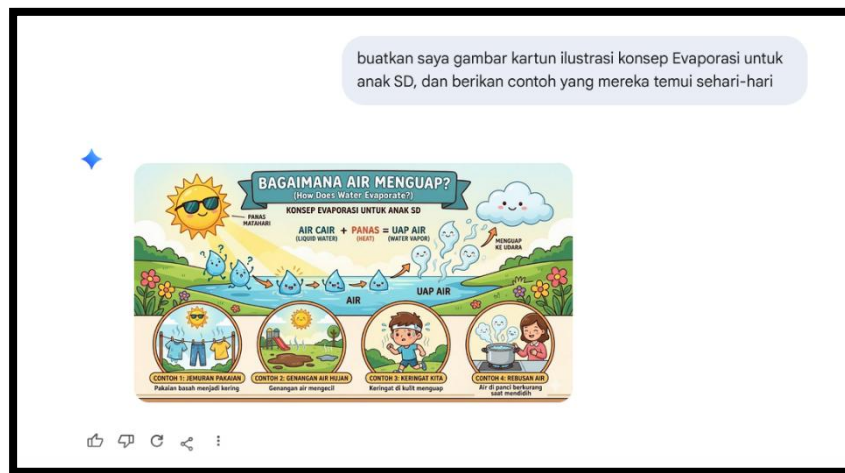 buatkan saya gambar kartun ilustrasi konsep Evaporasi untuk
anak SD, dan berikan contoh yang mereka temui sehari-hari
BAGAIMANA AIR MENGUAP?
(How Does Water Evaporate?)
KONSEP EVAPORASI UNTUK ANAK SD
PANAS
MATAHARI
AIR CAIR + PANAS = UAP AIR
(LIQUID WATER) (HEAT) (WATER VAPOR)
MENGUAP
KE UDARA
? ? ?
AIR
UAP AIR
CONTOH 1: JEMURAN PAKAIAN
Pakaian basah menjadi kering
CONTOH 2: GENANGAN AIR HUJAN
Genangan air mengecil
CONTOH 3: KERINGAT KITA
Keringat di kulit menguap
CONTOH 4: REBUSAN AIR
Air di panci berkurang
saat mendidih